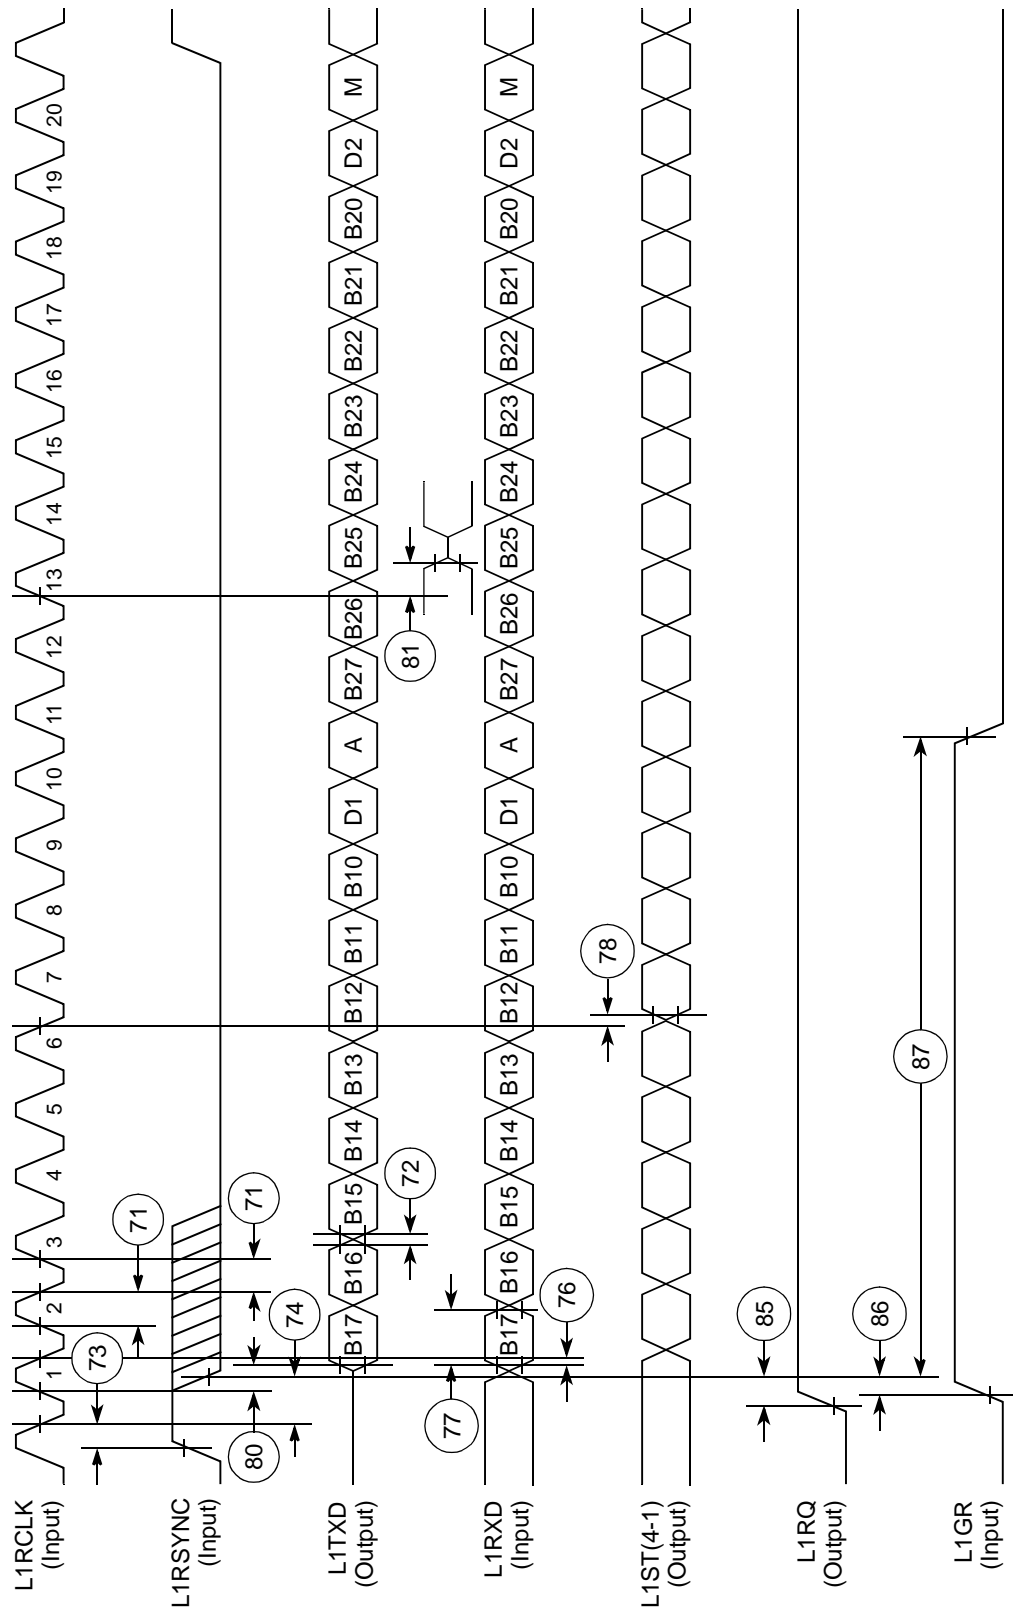 L1RCLK
(Input)
1 2 3 4 5 6 7 8 9 10 11 12 13 14 15 16 17 18 19 20
73 71
L1RSYNC
(Input)
80 74 71
L1TXD
(Output)
B17 B16 B15 B14 B13 B12 B11 B10 D1 A B27 B26 B25 B24 B23 B22 B21 B20 D2 M
77 72 81
L1RXD
(Input)
B17 B16 B15 B14 B13 B12 B11 B10 D1 A B27 B26 B25 B24 B23 B22 B21 B20 D2 M
76 78
L1ST(4-1)
(Output)
85
L1RQ
(Output)
86 87
L1GR
(Input)